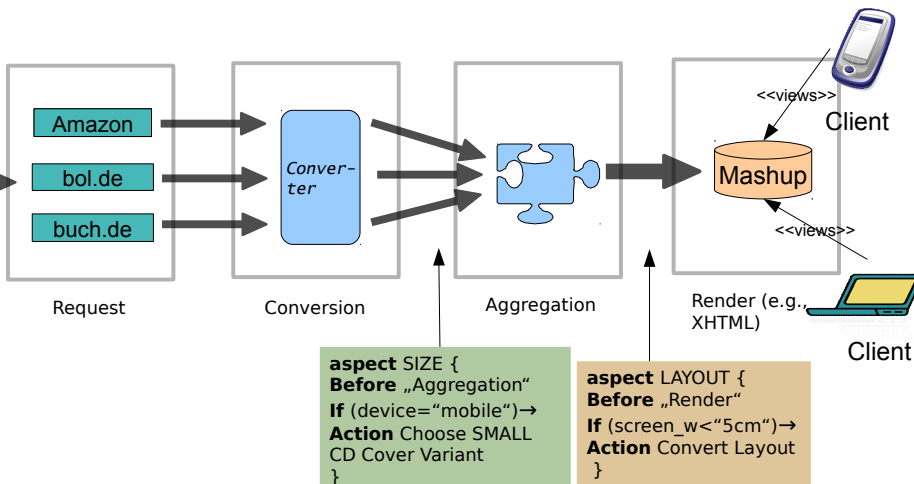 Amazon
bol.de
buch.de
Conver-
ter
<<views>>
Client
Mashup
<<views>>
Client
Request
Conversion
Aggregation
Render (e.g.,
XHTML)
aspect SIZE {
Before „Aggregation“
If (device=“mobile“)→
Action Choose SMALL
CD Cover Variant
}
aspect LAYOUT {
Before „Render“
If (screen_w<“5cm“)→
Action Convert Layout
}